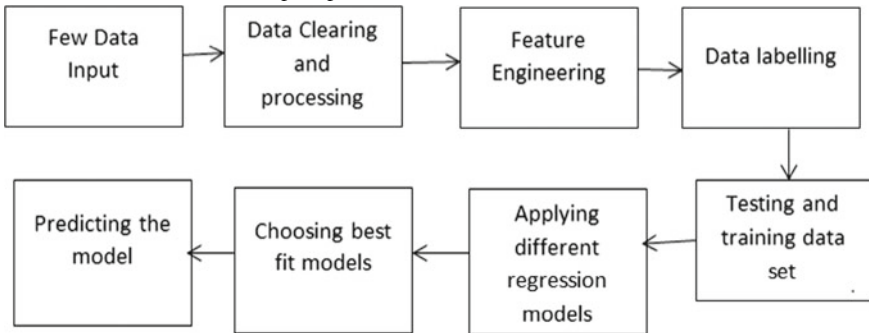 Few Data
Input
Data Clearing
and
processing
Feature
Engineering
Data labelling
Testing and
training data
set
Applying
different
regression
models
Choosing best
fit models
Predicting the
model